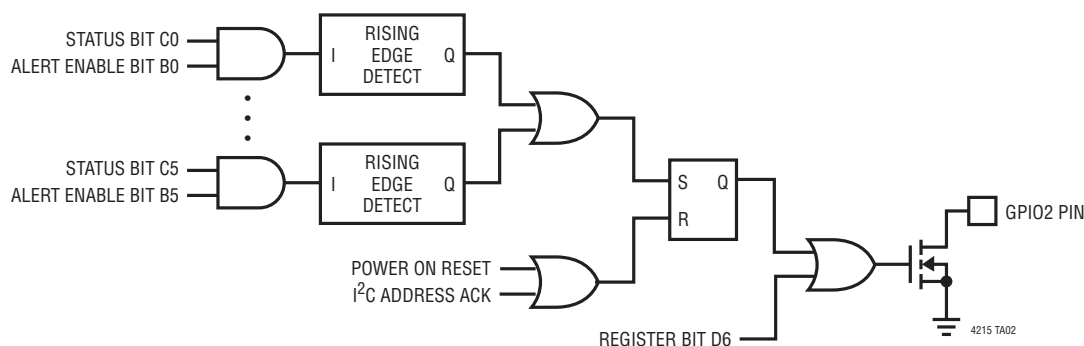 STATUS BIT C0
ALERT ENABLE BIT B0
I
RISING
EDGE
DETECT
Q
STATUS BIT C5
ALERT ENABLE BIT B5
I
RISING
EDGE
DETECT
Q
S
Q
R
GPIO2 PIN
POWER ON RESET
I²C ADDRESS ACK
REGISTER BIT D6
4215 TA02